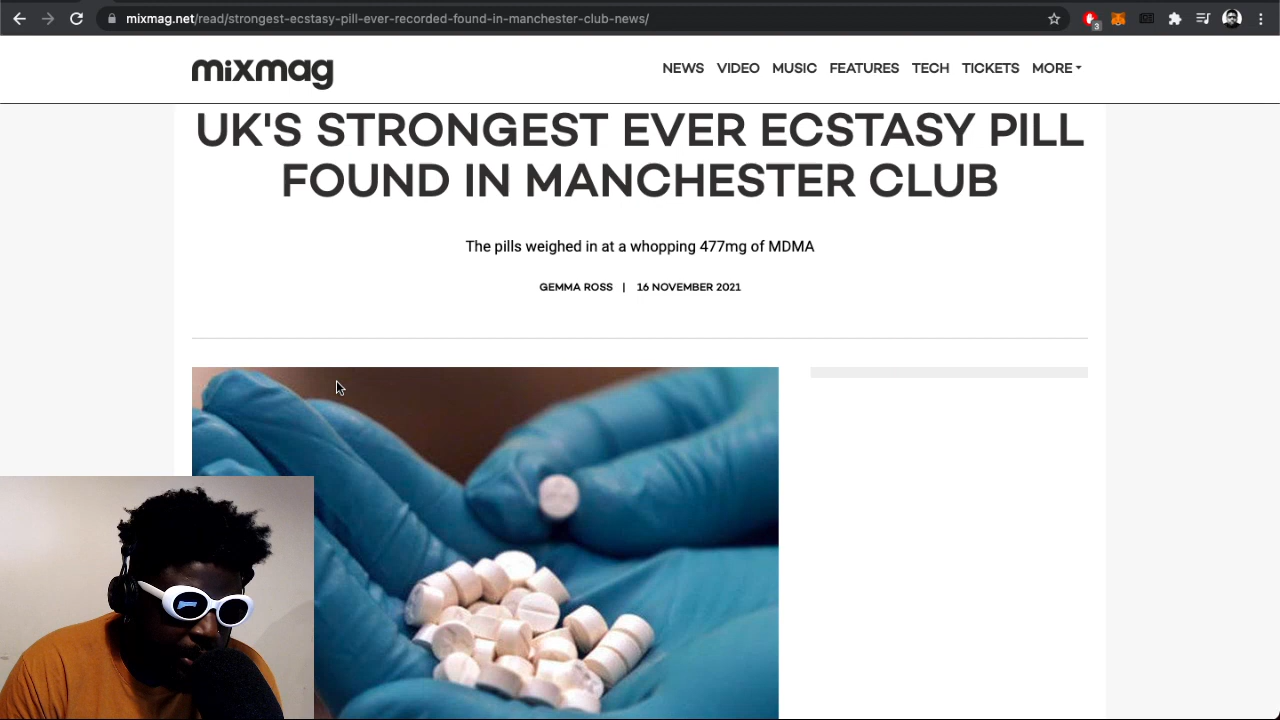 mixmag.net/read/strongest-ecstasy-pill-ever-recorded-found-in-manchester-club-news/
3
mixmag
NEWS VIDEO MUSIC FEATURES TECH TICKETS MORE
UK'S STRONGEST EVER ECSTASY PILL
FOUND IN MANCHESTER CLUB
The pills weighed in at a whopping 477mg of MDMA
GEMMA ROSS | 16 NOVEMBER 2021